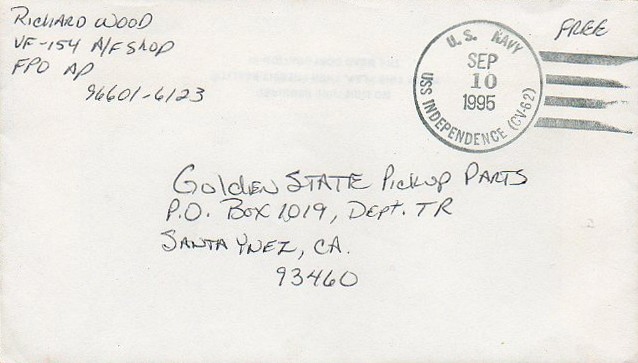 Richard Wood
VF-154 A/F Shop
FPO AP
96601-6123
FREE
U.S. NAVY
SEP
10
1995
USS INDEPENDENCE (CV-62)
Golden State Pickup Parts
P.O. Box 1019, Dept. TR
Santa Ynez, CA.
93460